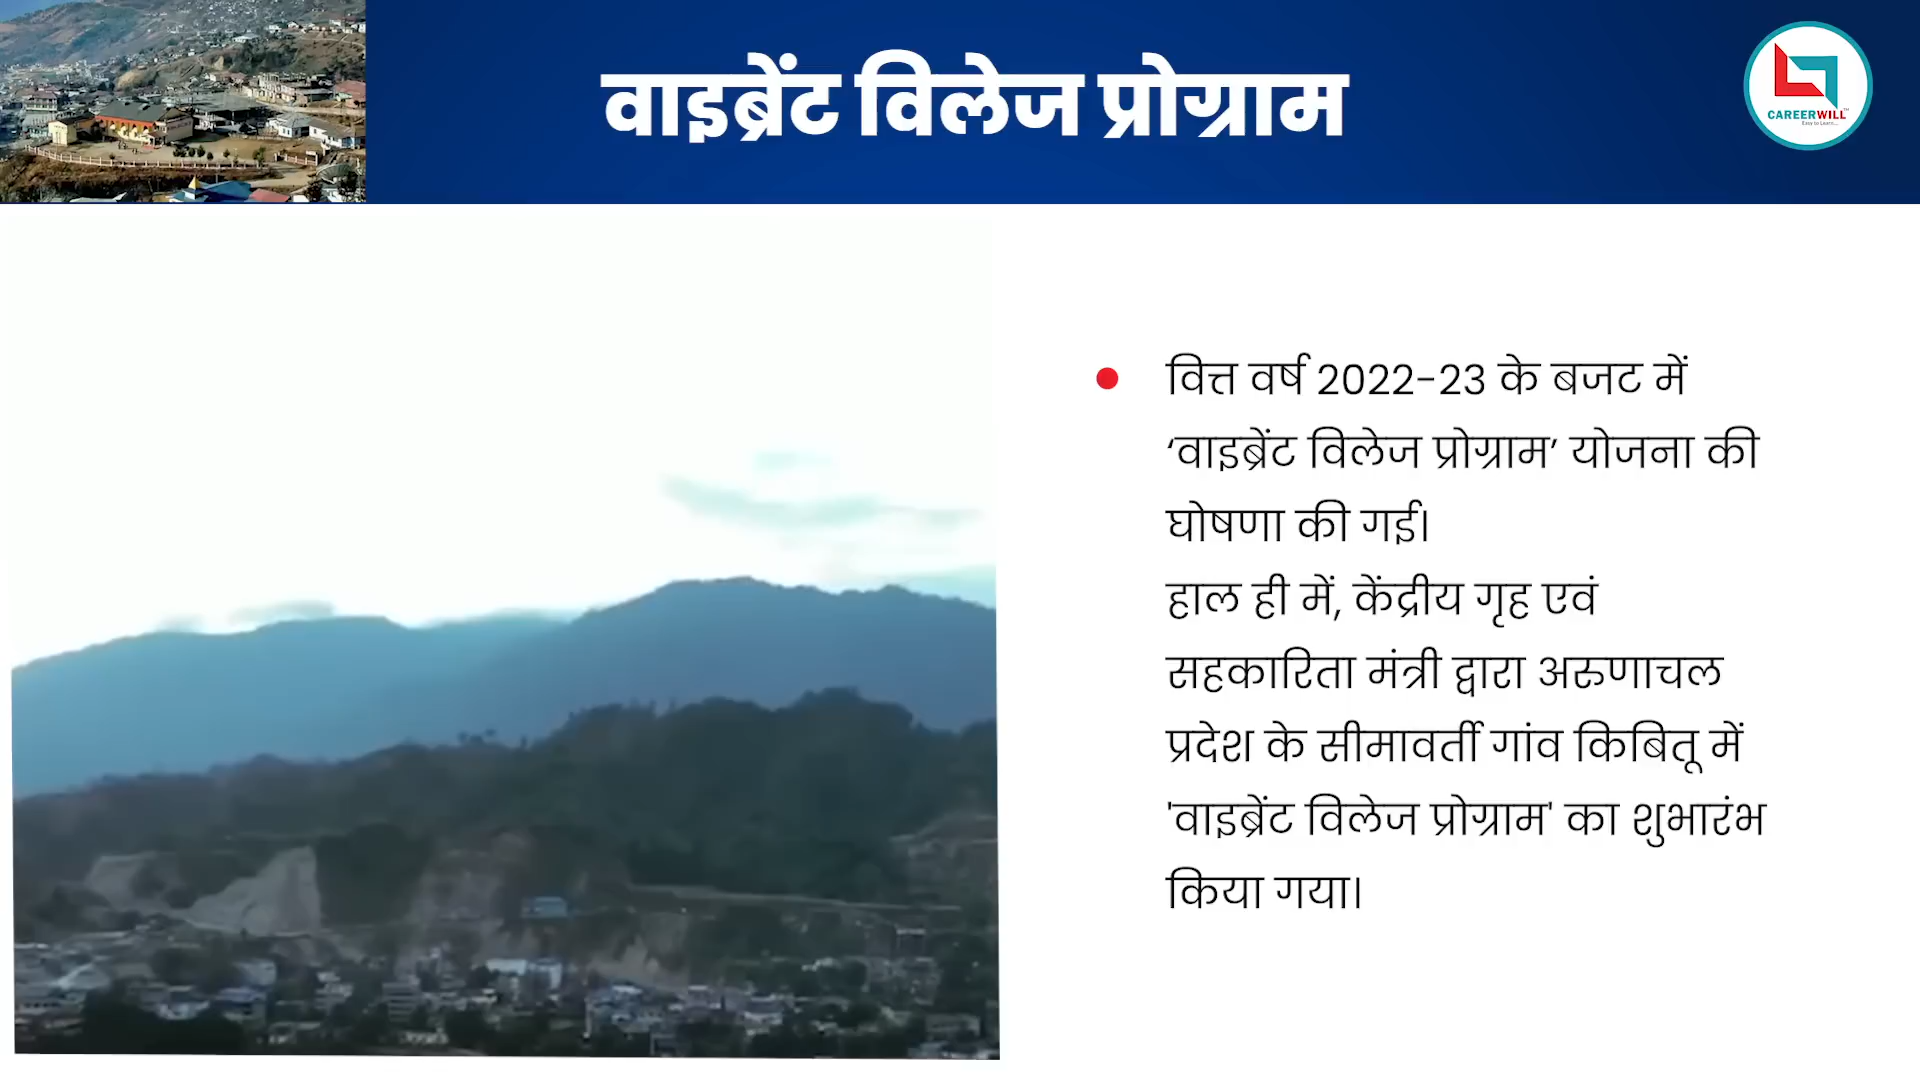 वाइब्रेंट विलेज प्रोग्राम
CAREERWILL
वित्त वर्ष 2022-23 के बजट में
‘वाइब्रेंट विलेज प्रोग्राम’ योजना की
घोषणा की गई।
हाल ही में, केंद्रीय गृह एवं
सहकारिता मंत्री द्वारा अरुणाचल
प्रदेश के सीमावर्ती गांव किबितू में
'वाइब्रेंट विलेज प्रोग्राम' का शुभारंभ
किया गया।